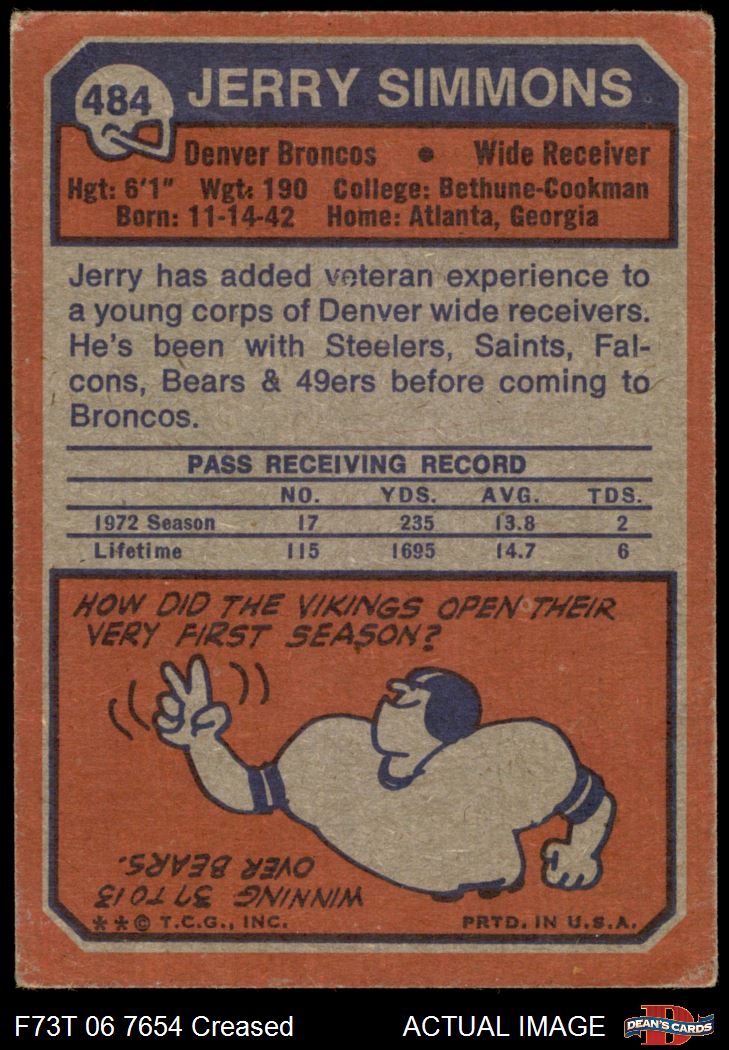 484
JERRY SIMMONS
Denver Broncos • Wide Receiver
Hgt: 6'1" Wgt: 190 College: Bethune-Cookman
Born: 11-14-42 Home: Atlanta, Georgia
Jerry has added veteran experience to
a young corps of Denver wide receivers.
He's been with Steelers, Saints, Fal-
cons, Bears & 49ers before coming to
Broncos.
PASS RECEIVING RECORD
NO. YDS. AVG. TDS.
1972 Season 17 235 13.8 2
Lifetime 115 1695 14.7 6
HOW DID THE VIKINGS OPEN THEIR
VERY FIRST SEASON?
WINNING 37 TO 13
OVER BEARS.
**© T.C.G., INC. PRTD. IN U.S.A.
F73T 06 7654 Creased ACTUAL IMAGE
DEAN'S CARDS